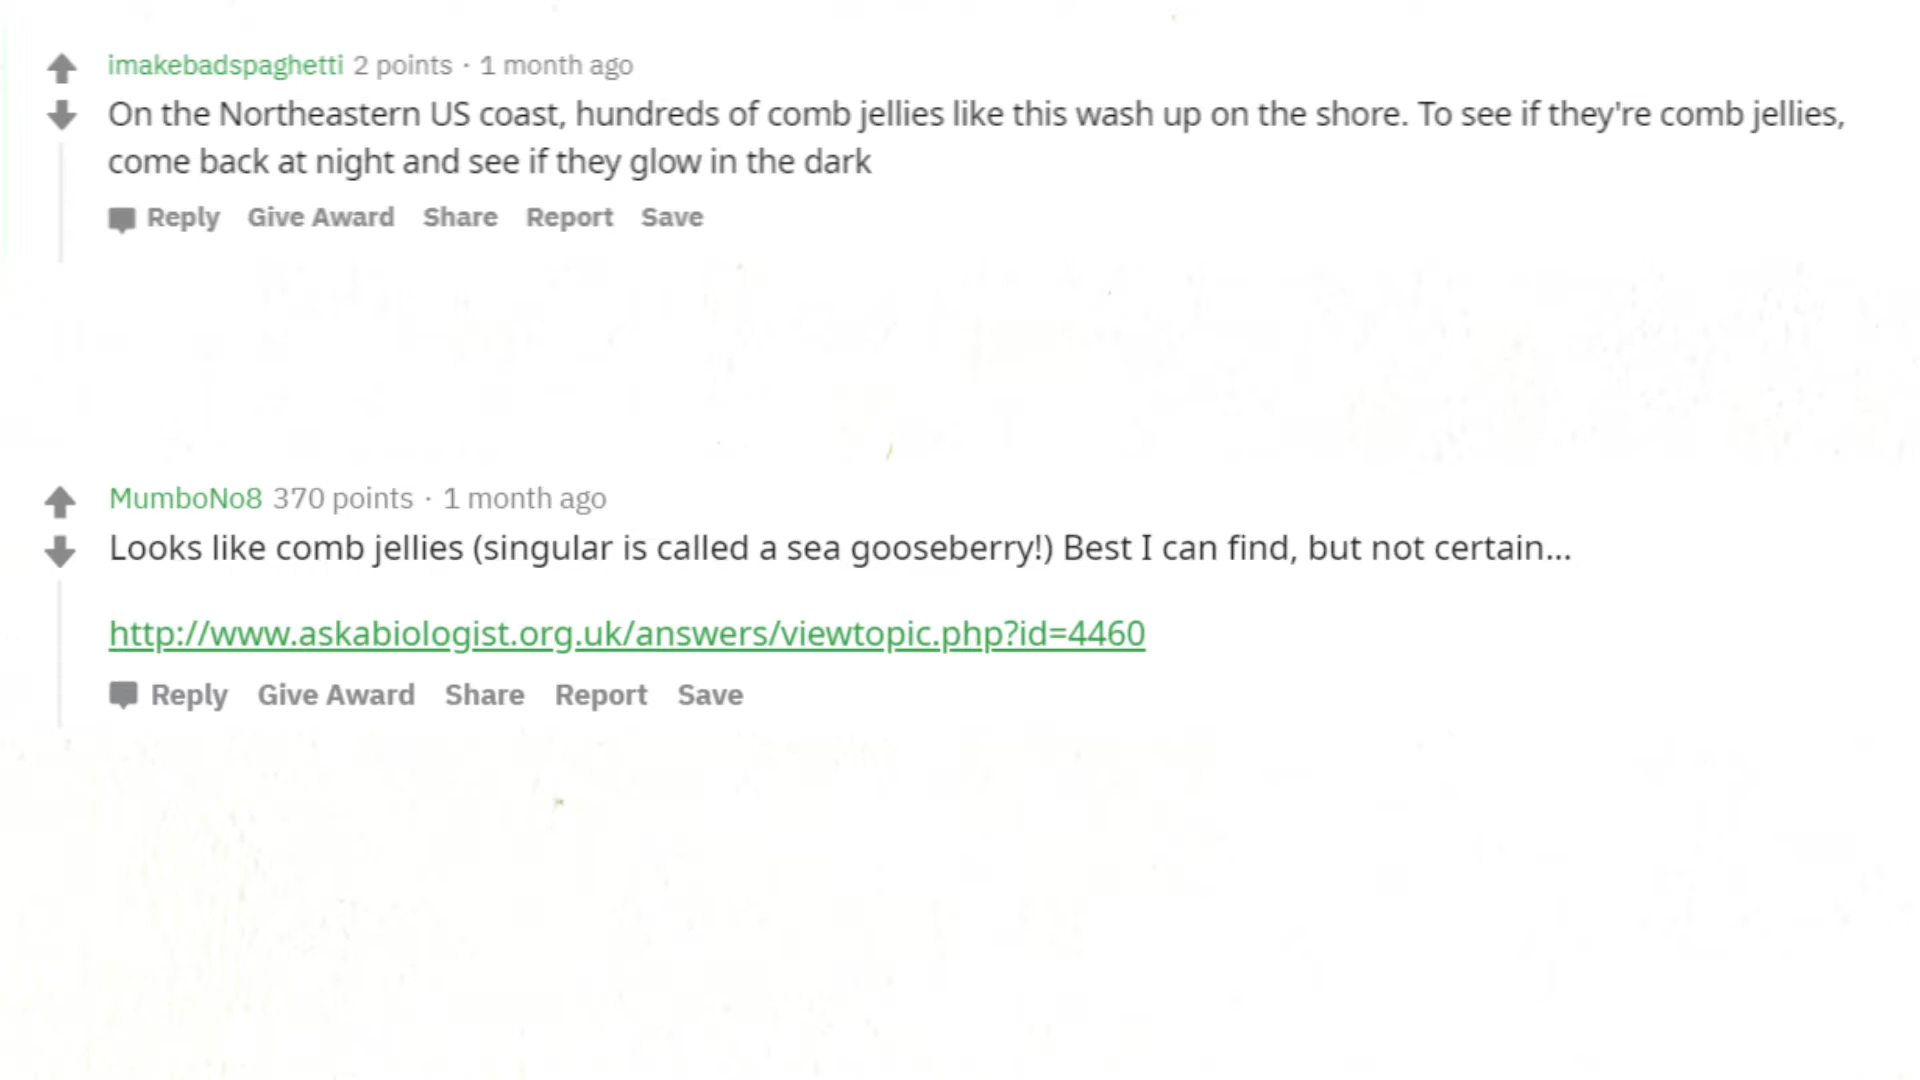 imakebadspaghetti 2 points · 1 month ago
On the Northeastern US coast, hundreds of comb jellies like this wash up on the shore. To see if they're comb jellies,
come back at night and see if they glow in the dark
Reply Give Award Share Report Save
MumboNo8 370 points · 1 month ago
Looks like comb jellies (singular is called a sea gooseberry!) Best I can find, but not certain...
http://www.askabiologist.org.uk/answers/viewtopic.php?id=4460
Reply Give Award Share Report Save